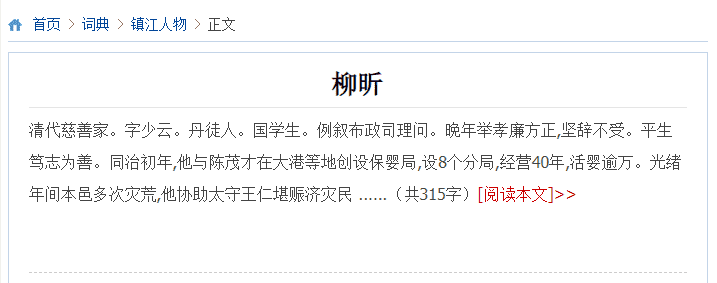 首页 > 词典 > 镇江人物 > 正文
柳昕
清代慈善家。字少云。丹徒人。国学生。例叙布政司理问。晚年举孝廉方正,坚辞不受。平生
笃志为善。同治初年,他与陈茂才在大港等地创设保婴局,设8个分局,经营40年,活婴逾万。光绪
年间本邑多次灾荒,他协助太守王仁堪赈济灾民 ......（共315字）[阅读本文]>>